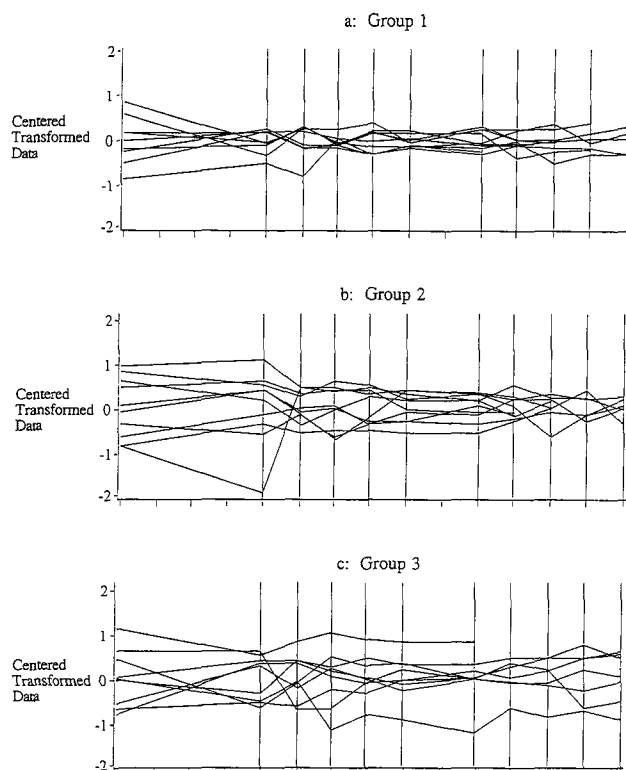 a: Group 1
2
1
Centered
Transformed
Data
0
-1
-2
b: Group 2
2
1
Centered
Transformed
Data
0
-1
-2
c: Group 3
2
1
Centered
Transformed
Data
0
-1
-2